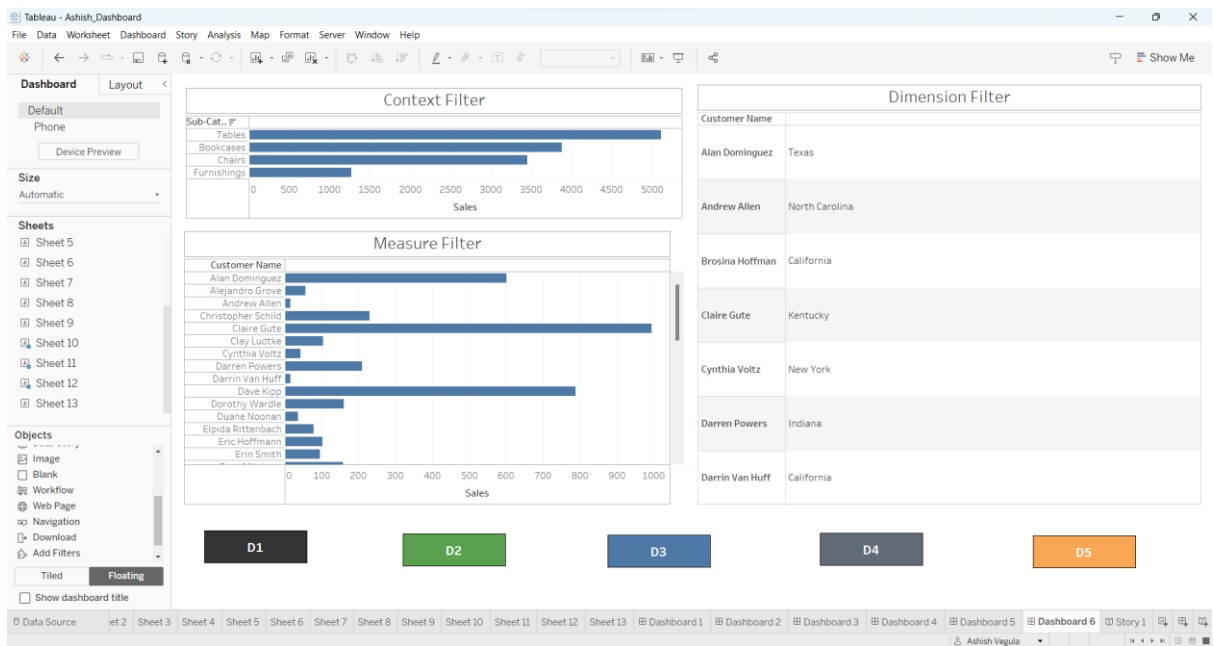 Tableau - Ashish_Dashboard
File Data Worksheet Dashboard Story Analysis Map Format Server Window Help
Show Me
Dashboard Layout
Default
Phone
Device Preview
Size
Automatic
Sheets
Sheet 5
Sheet 6
Sheet 7
Sheet 8
Sheet 9
Sheet 10
Sheet 11
Sheet 12
Sheet 13
Objects
Image
Blank
Workflow
Web Page
Navigation
Download
Add Filters
Tiled Floating
Show dashboard title
Context Filter
Sub-Cat..
Tables
Bookcases
Chairs
Furnishings
0 500 1000 1500 2000 2500 3000 3500 4000 4500 5000
Sales
Measure Filter
Customer Name
Alan Dominguez
Alejandro Grove
Andrew Allen
Christopher Schild
Claire Gute
Clay Ludtke
Cynthia Voltz
Darren Powers
Darrin Van Huff
Dave Kipp
Dorothy Wardle
Duane Noonan
Elpida Rittenbach
Eric Hoffmann
Erin Smith
0 100 200 300 400 500 600 700 800 900 1000
Sales
Dimension Filter
Customer Name
Alan Dominguez Texas
Andrew Allen North Carolina
Brosina Hoffman California
Claire Gute Kentucky
Cynthia Voltz New York
Darren Powers Indiana
Darrin Van Huff California
D1 D2 D3 D4 D5
Data Source et 2 Sheet 3 Sheet 4 Sheet 5 Sheet 6 Sheet 7 Sheet 8 Sheet 9 Sheet 10 Sheet 11 Sheet 12 Sheet 13 Dashboard 1 Dashboard 2 Dashboard 3 Dashboard 4 Dashboard 5 Dashboard 6 Story 1
Ashish Vegula